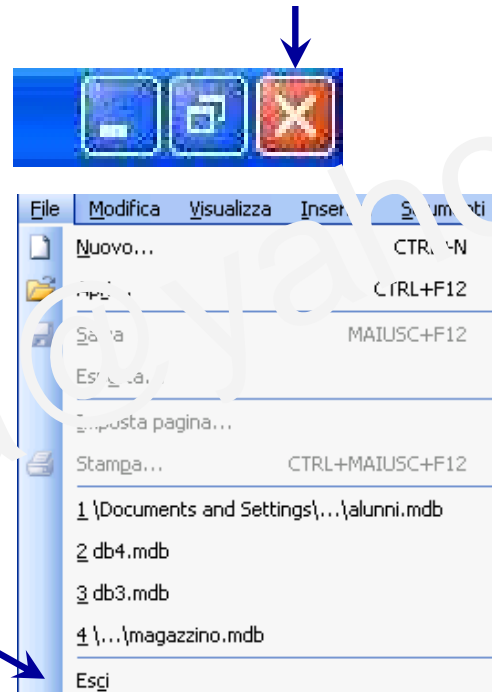 File Modifica Visualizza
Nuovo...
CTRL+F12
MAIUSC+F12
Imposta pagina...
Stampa... CTRL+MAIUSC+F12
1 \Documents and Settings\...\alunni.mdb
2 db4.mdb
3 db3.mdb
4 \...\magazzino.mdb
Esci